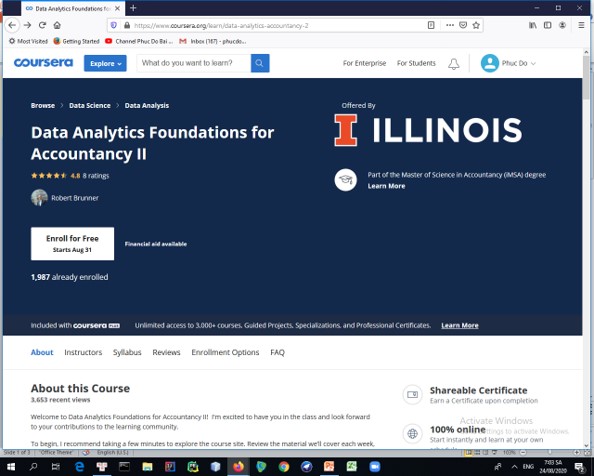 Data Analytics Foundations fo
https://www.coursera.org/learn/data-analytics-accountancy-2
Most Visited Getting Started Channel Phuc Do Bai ... Inbox (167) - phucdo...
coursera Explore What do you want to learn? For Enterprise For Students Phuc Do
Browse > Data Science > Data Analysis
Offered By
Data Analytics Foundations for
Accountancy II
I ILLINOIS
4.8 8 ratings
Part of the Master of Science in Accountancy (iMSA) degree
Learn More
Robert Brunner
Enroll for Free
Starts Aug 31
Financial aid available
1,987 already enrolled
Included with coursera PLUS Unlimited access to 3,000+ courses, Guided Projects, Specializations, and Professional Certificates. Learn More
About Instructors Syllabus Reviews Enrollment Options FAQ
About this Course
3,653 recent views
Welcome to Data Analytics Foundations for Accountancy II! I'm excited to have you in the class and look forward
to your contributions to the learning community.
To begin, I recommend taking a few minutes to explore the course site. Review the material we'll cover each week,
Shareable Certificate
Earn a Certificate upon completion
100% online
Start instantly and learn at your own
Activate Windows
Go to Settings to activate Windows.
Slide 1 of 3 "Office Theme" English (U.S.) 103%
ENG
7:03 SA
24/08/2020